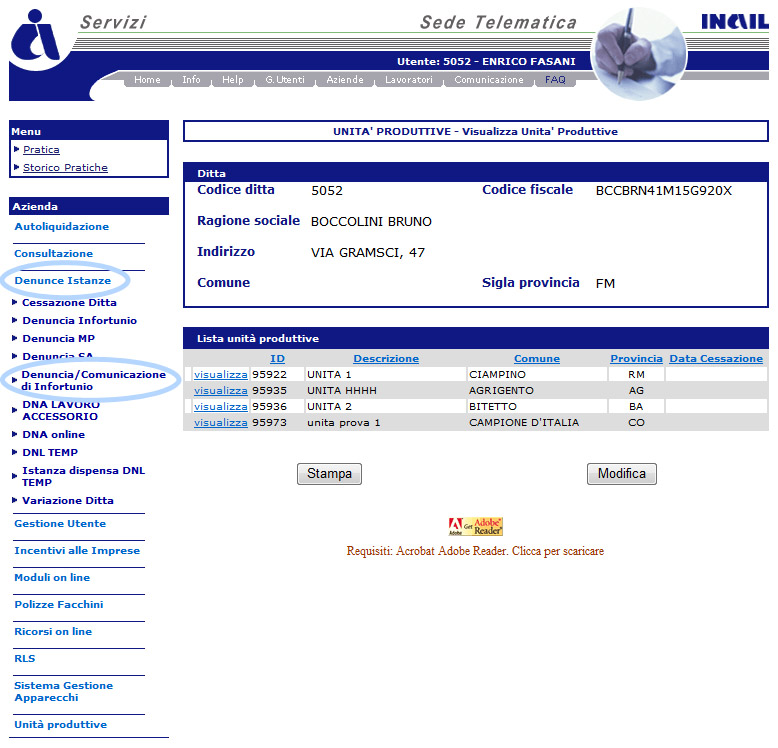 Servizi
Sede Telematica
INAIL
Utente: 5052 - ENRICO FASANI
Home Info Help G.Utenti Aziende Lavoratori Comunicazione FAQ
Menu
Pratica
Storico Pratiche
Azienda
Autoliquidazione
Consultazione
Denunce Istanze
Cessazione Ditta
Denuncia Infortunio
Denuncia MP
Denuncia SA
Denuncia/Comunicazione
di Infortunio
DNA LAVORO
ACCESSORIO
DNA online
DNL TEMP
Istanza dispensa DNL
TEMP
Variazione Ditta
Gestione Utente
Incentivi alle Imprese
Moduli on line
Polizze Facchini
Ricorsi on line
RLS
Sistema Gestione
Apparecchi
Unità produttive
UNITA' PRODUTTIVE - Visualizza Unita' Produttive
Ditta
Codice ditta 5052 Codice fiscale BCCBRN41M15G920X
Ragione sociale BOCCOLINI BRUNO
Indirizzo VIA GRAMSCI, 47
Comune Sigla provincia FM
Lista unità produttive
ID Descrizione Comune Provincia Data Cessazione
visualizza 95922 UNITA 1 CIAMPINO RM
visualizza 95935 UNITA HHHH AGRIGENTO AG
visualizza 95936 UNITA 2 BITETTO BA
visualizza 95973 unita prova 1 CAMPIONE D'ITALIA CO
Stampa Modifica
Adobe Get Adobe® Reader®
Requisiti: Acrobat Adobe Reader. Clicca per scaricare